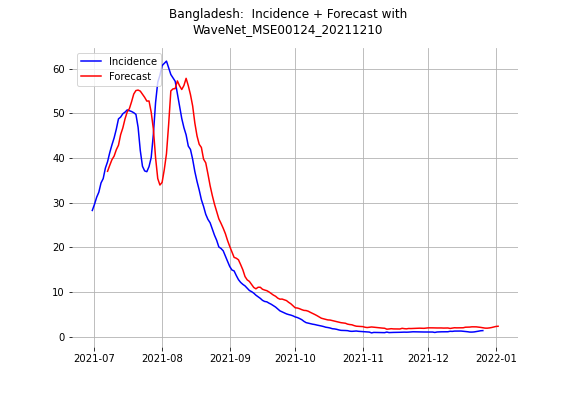 Bangladesh:  Incidence + Forecast with
WaveNet_MSE00124_20211210
Incidence
Forecast
60
50
40
30
20
10
0
2021-07 2021-08 2021-09 2021-10 2021-11 2021-12 2022-01